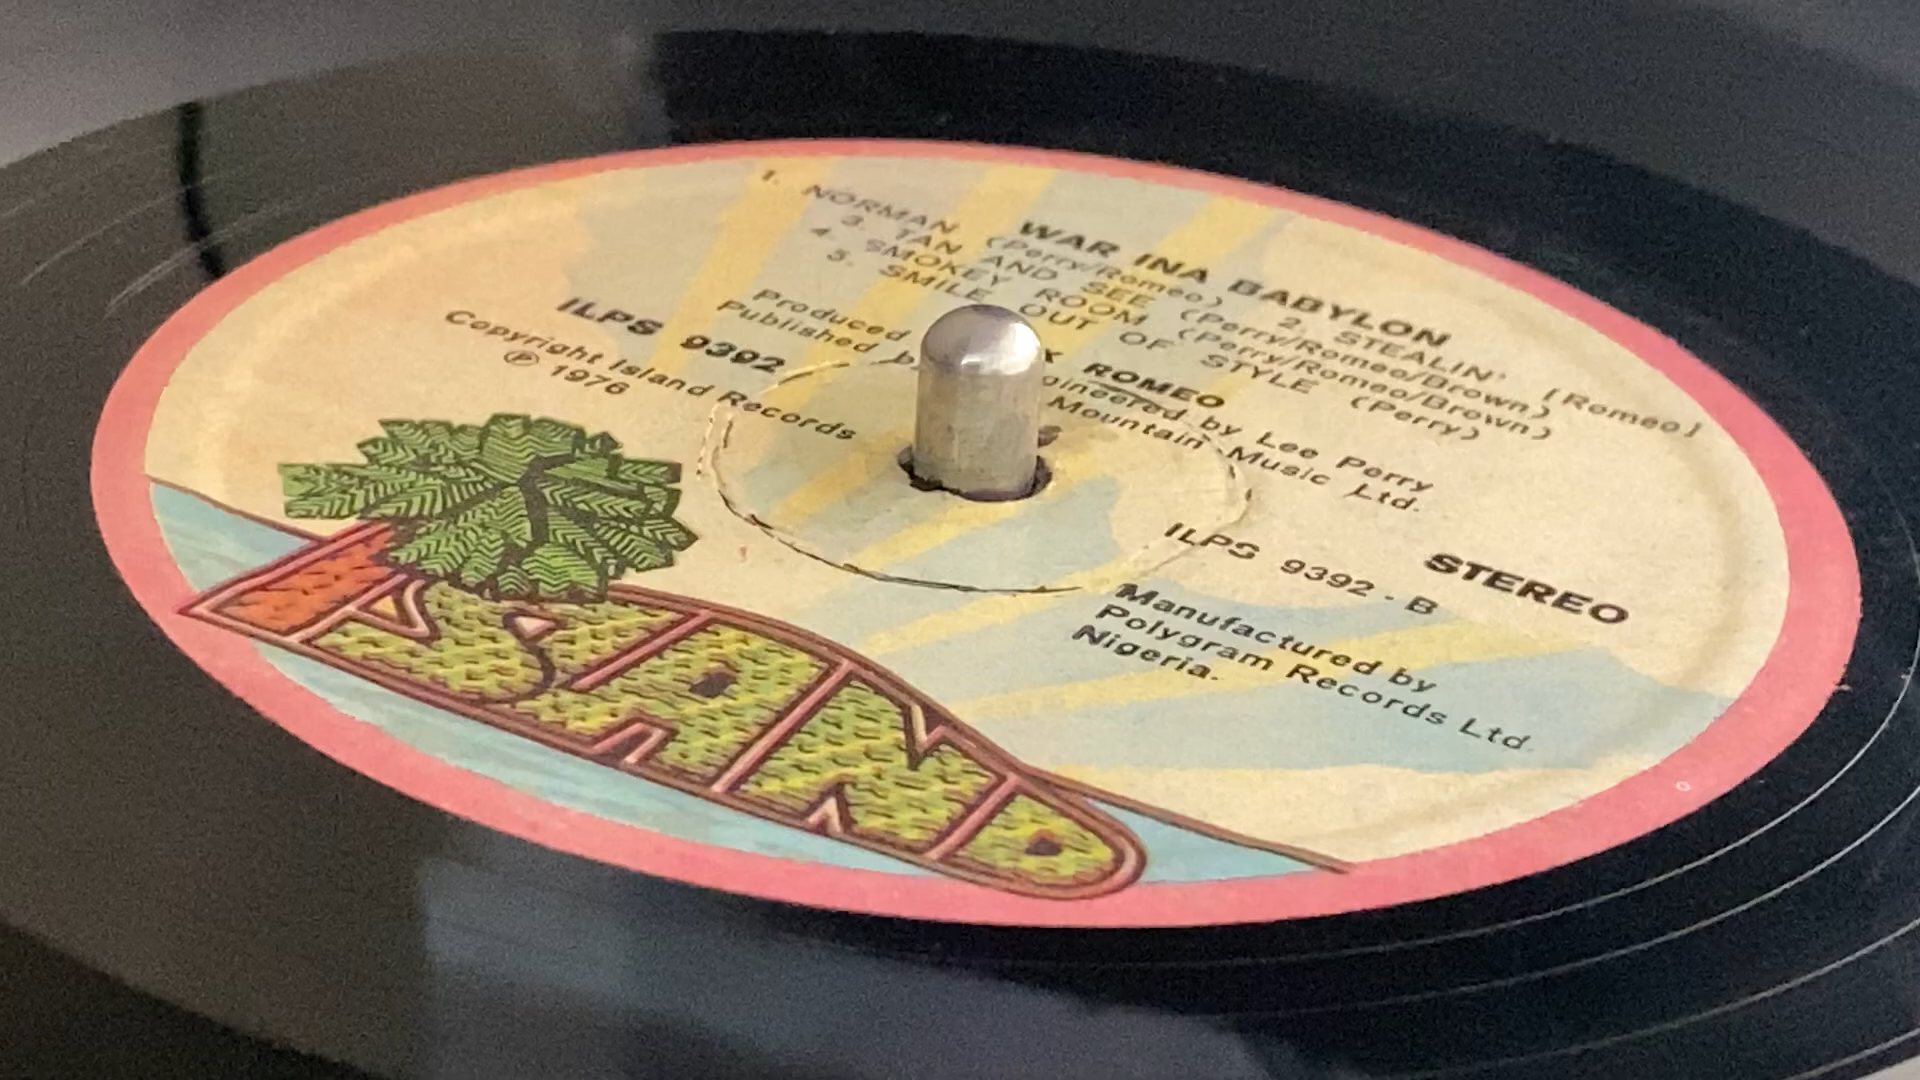 WAR INA BABYLON
1. NORMAN (Perry/Romeo) 2. STEALIN' (Romeo)
3. TAN AND SEE (Perry/Romeo/Brown)
4. SMOKEY ROOM (Perry/Romeo/Brown)
5. SMILE OUT OF STYLE (Perry)
ROMEO
Produced by Lee Perry
Published Mountain Music Ltd.
ILPS 9392
Copyright Island Records
℗ 1976
STEREO
ILPS 9392 - B
Manufactured by
Polygram Records Ltd.
Nigeria.
ISLAND